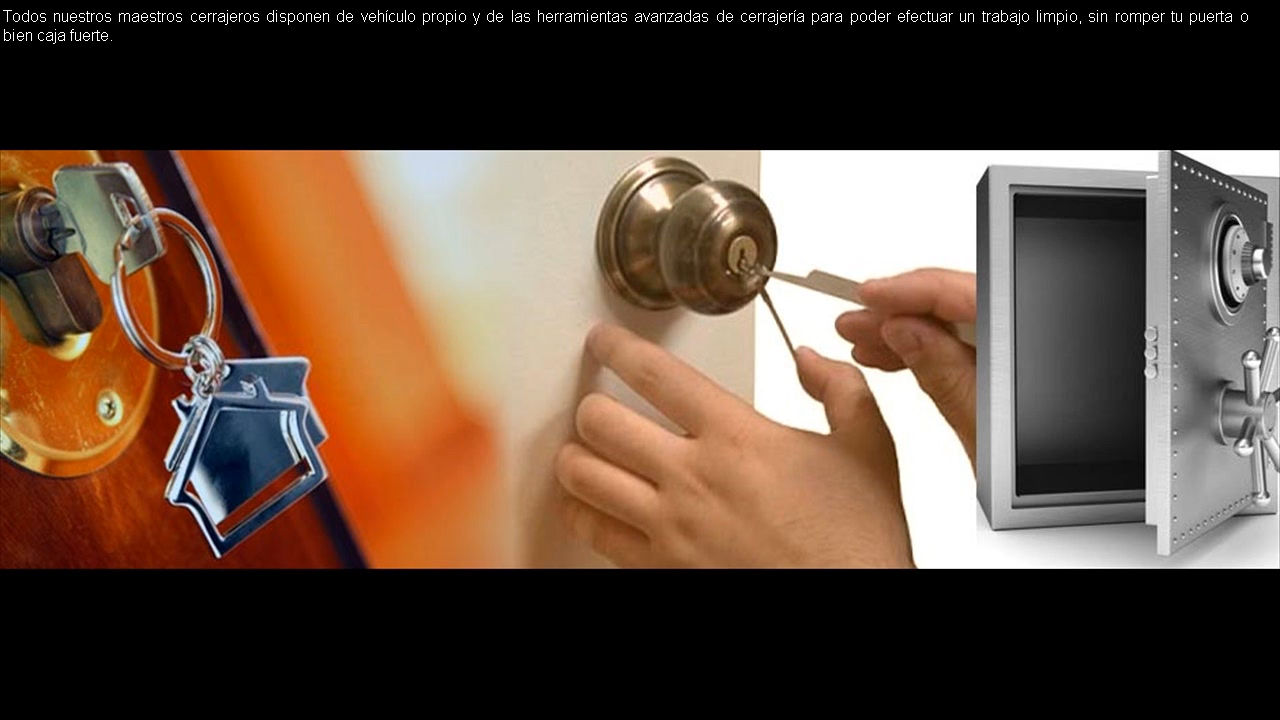 Todos nuestros maestros cerrajeros disponen de vehículo propio y de las herramientas avanzadas de cerrajería para poder efectuar un trabajo limpio, sin romper tu puerta o
bien caja fuerte.